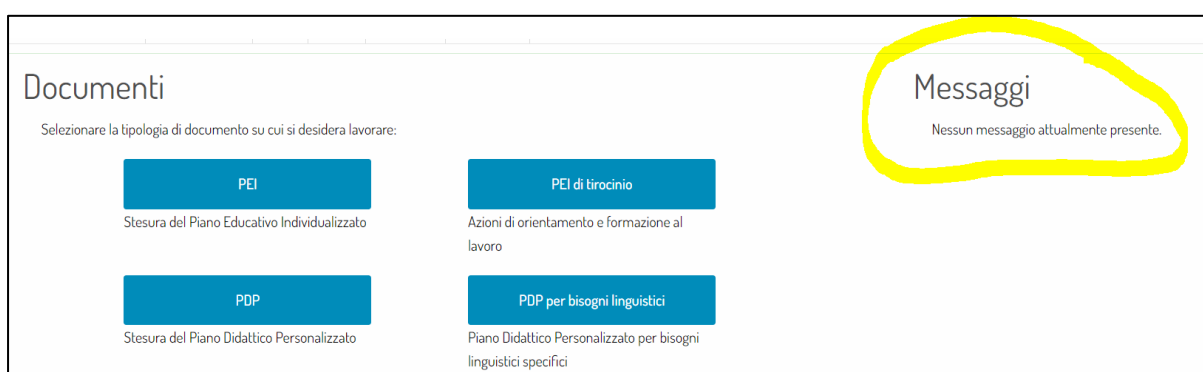 Documenti
Selezionare la tipologia di documento su cui si desidera lavorare:
PEI
Stesura del Piano Educativo Individualizzato
PEI di tirocinio
Azioni di orientamento e formazione al
lavoro
PDP
Stesura del Piano Didattico Personalizzato
PDP per bisogni linguistici
Piano Didattico Personalizzato per bisogni
linguistici specifici
Messaggi
Nessun messaggio attualmente presente.